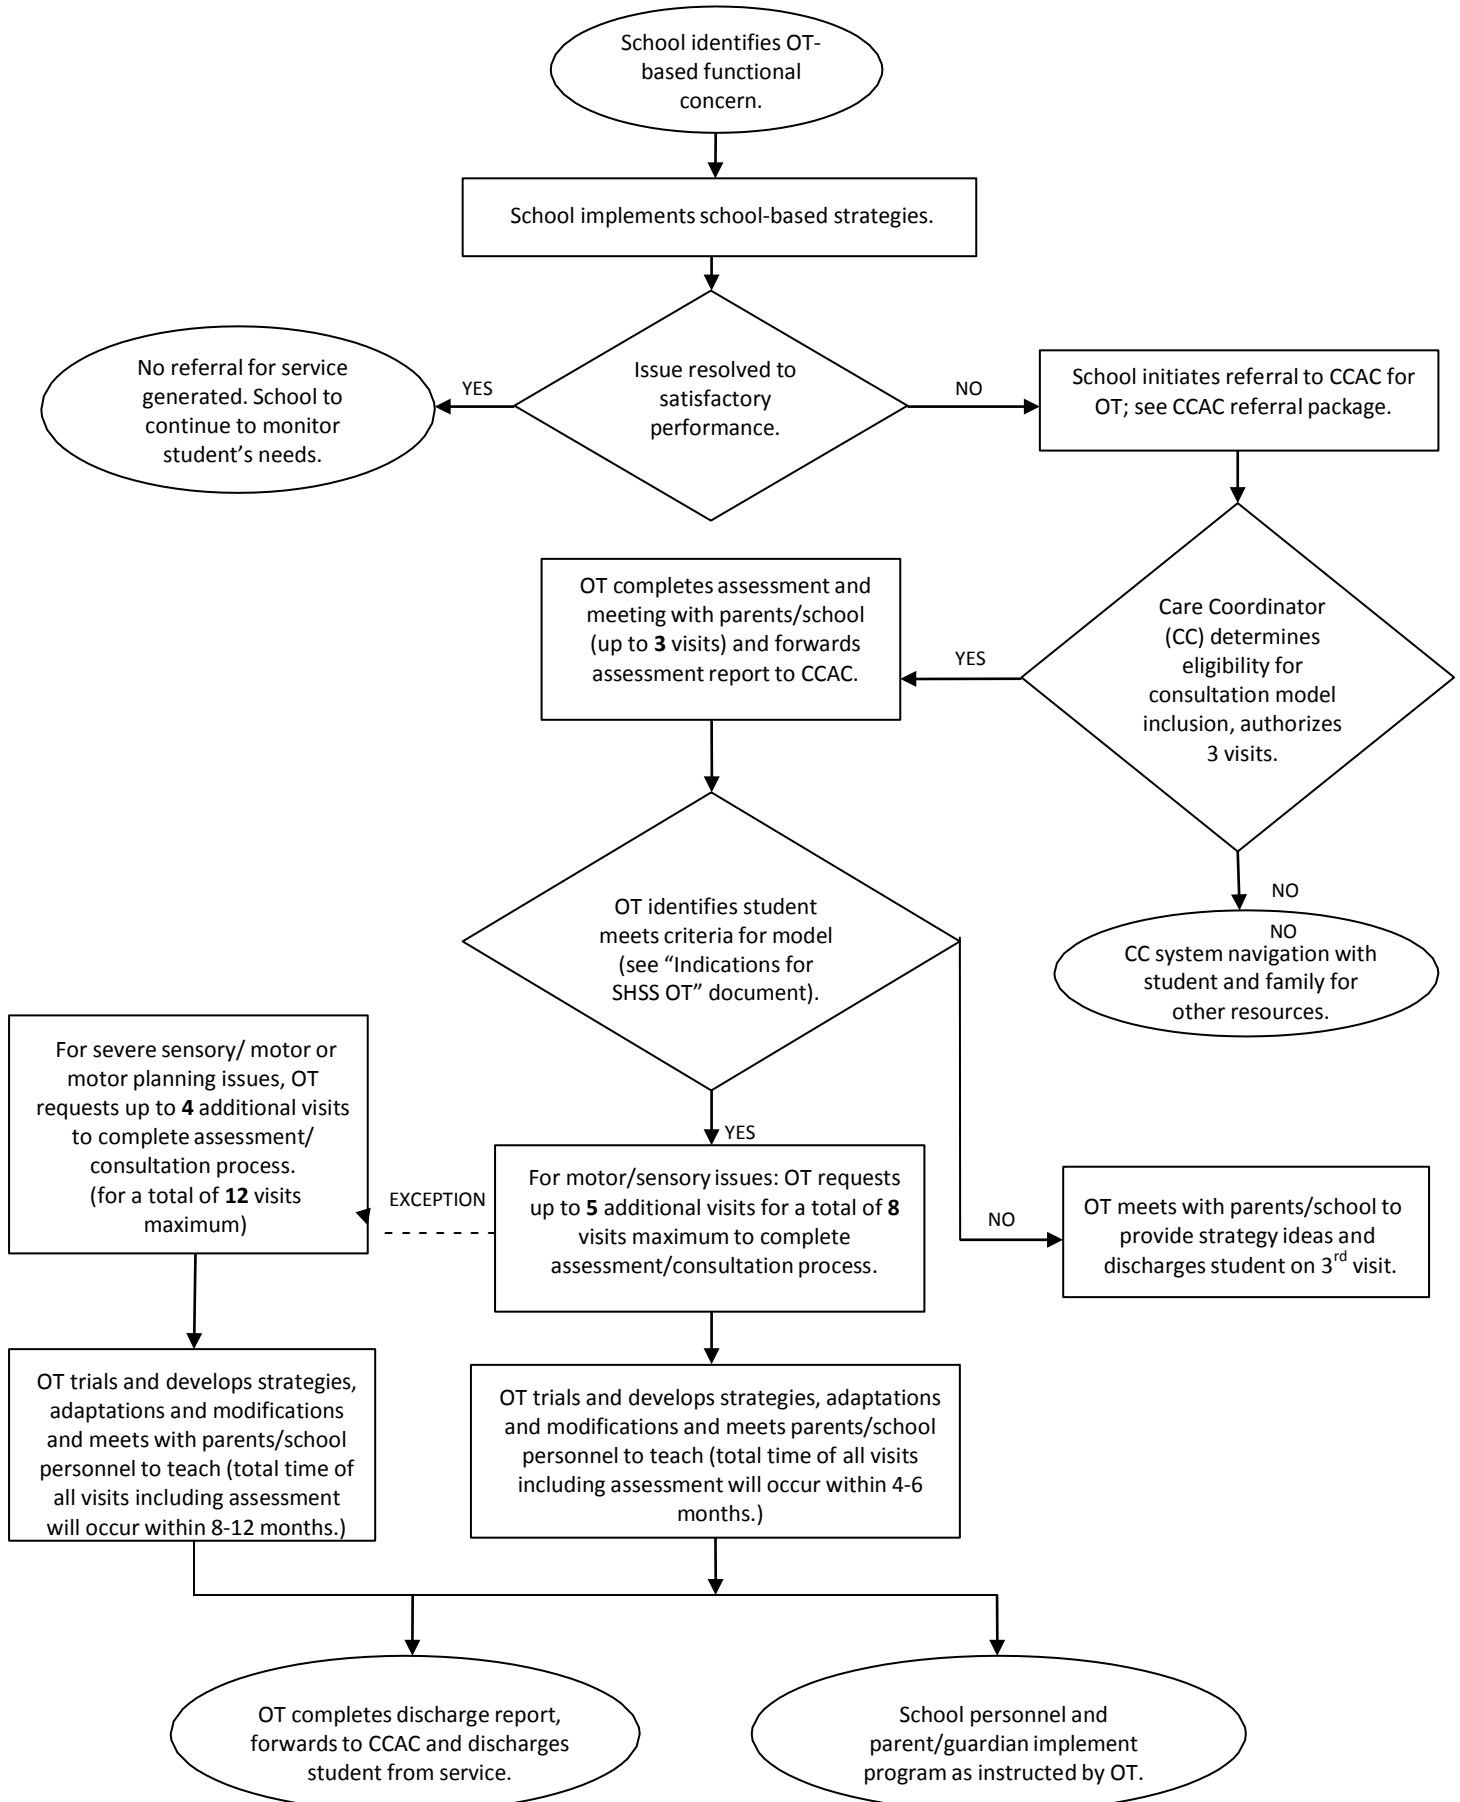 School identifies OT-
based functional
concern.
School implements school-based strategies.
Issue resolved to
satisfactory
performance.
YES
NO
No referral for service
generated. School to
continue to monitor
student’s needs.
School initiates referral to CCAC for
OT; see CCAC referral package.
Care Coordinator
(CC) determines
eligibility for
consultation model
inclusion, authorizes
3 visits.
YES
OT completes assessment and
meeting with parents/school
(up to 3 visits) and forwards
assessment report to CCAC.
NO
NO
CC system navigation with
student and family for
other resources.
OT identifies student
meets criteria for model
(see “Indications for
SHSS OT” document).
YES
NO
OT meets with parents/school to
provide strategy ideas and
discharges student on 3rd visit.
For motor/sensory issues: OT requests
up to 5 additional visits for a total of 8
visits maximum to complete
assessment/consultation process.
EXCEPTION
For severe sensory/ motor or
motor planning issues, OT
requests up to 4 additional visits
to complete assessment/
consultation process.
(for a total of 12 visits
maximum)
OT trials and develops strategies,
adaptations and modifications
and meets with parents/school
personnel to teach (total time of
all visits including assessment
will occur within 8-12 months.)
OT trials and develops strategies, adaptations
and modifications and meets parents/school
personnel to teach (total time of all visits
including assessment will occur within 4-6
months.)
OT completes discharge report,
forwards to CCAC and discharges
student from service.
School personnel and
parent/guardian implement
program as instructed by OT.